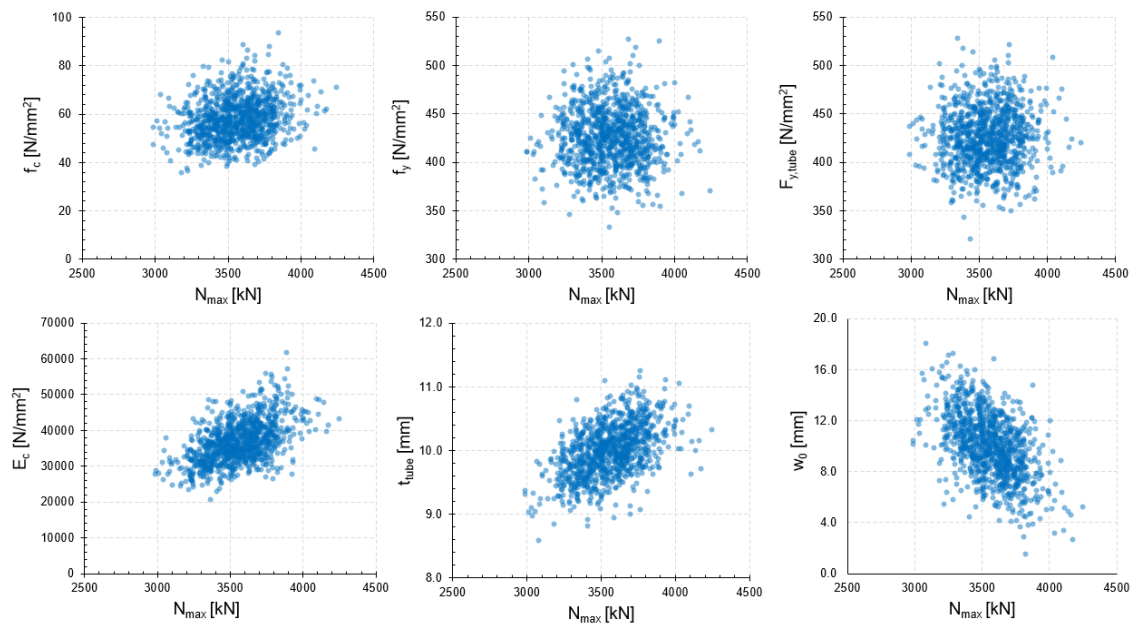 100
80
60
40
20
0
f_c [N/mm²]
2500 3000 3500 4000 4500
N_max [kN]
550
500
450
400
350
300
f_y [N/mm²]
2500 3000 3500 4000 4500
N_max [kN]
550
500
450
400
350
300
F_y,tube [N/mm²]
2500 3000 3500 4000 4500
N_max [kN]
70000
60000
50000
40000
30000
20000
10000
0
E_c [N/mm²]
2500 3000 3500 4000 4500
N_max [kN]
12.0
11.0
10.0
9.0
8.0
t_tube [mm]
2500 3000 3500 4000 4500
N_max [kN]
20.0
16.0
12.0
8.0
4.0
0.0
w_0 [mm]
2500 3000 3500 4000 4500
N_max [kN]